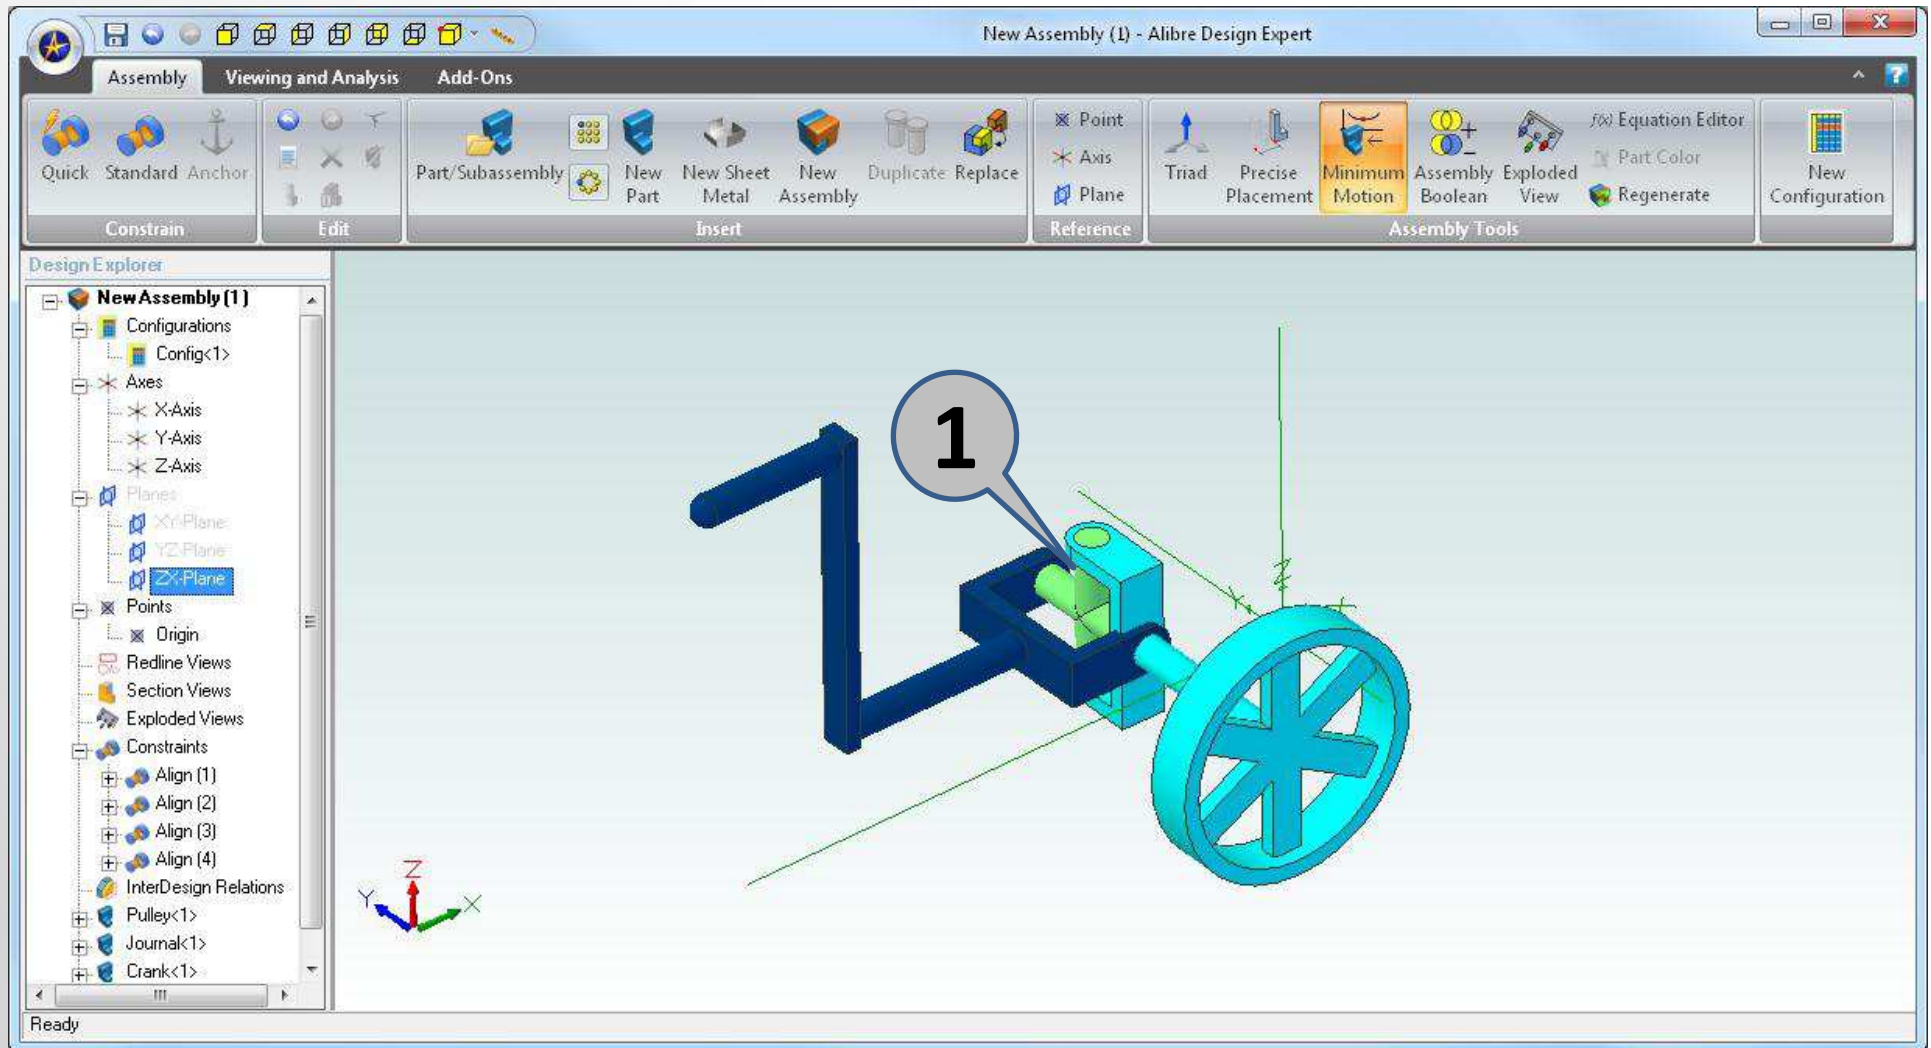 New Assembly (1) - Alibre Design Expert
Assembly Viewing and Analysis Add-Ons
Quick Standard Anchor
Constrain
Edit
Part/Subassembly
New Part
New Sheet Metal
New Assembly
Duplicate Replace
Insert
Point
Axis
Plane
Reference
Triad
Precise Placement
Minimum Motion
Assembly Boolean
Exploded View
f(x) Equation Editor
Part Color
Regenerate
Assembly Tools
New Configuration
Design Explorer
New Assembly (1)
Configurations
Config<1>
Axes
X-Axis
Y-Axis
Z-Axis
Planes
XY-Plane
YZ-Plane
ZX-Plane
Points
Origin
Redline Views
Section Views
Exploded Views
Constraints
Align (1)
Align (2)
Align (3)
Align (4)
InterDesign Relations
Pulley<1>
Journal<1>
Crank<1>
1
Z
Y
X
Z
Y
X
Ready